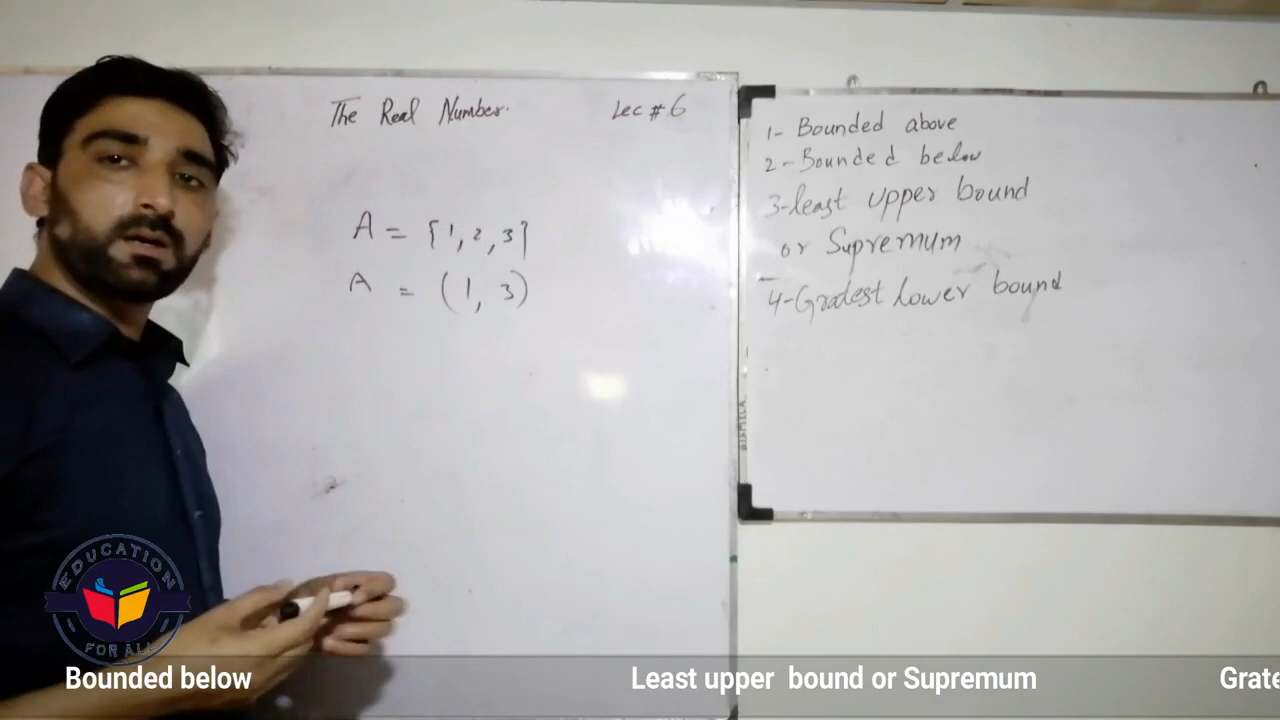 The Real Number.
Lec # 6
A = {1, 2, 3}
A = (1, 3)
1- Bounded above
2- Bounded below
3- least upper bound
or Supremum
4- Gratest lower bound
EDUCATION
FOR ALL
Bounded below
Least upper bound or Supremum
Grate